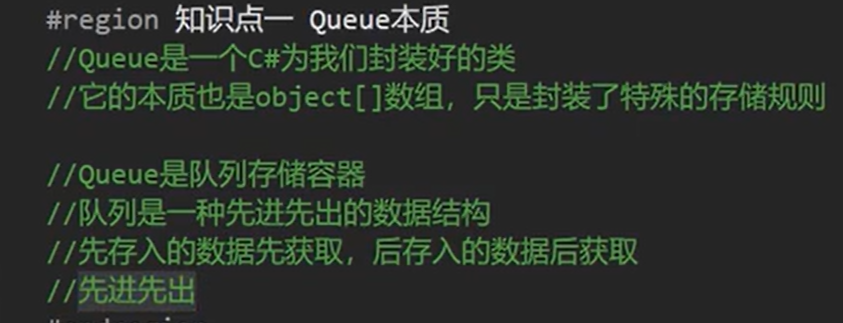 #region 知识点一 Queue本质
//Queue是一个C#为我们封装好的类
//它的本质也是object[]数组，只是封装了特殊的存储规则
//Queue是队列存储容器
//队列是一种先进先出的数据结构
//先存入的数据先获取，后存入的数据后获取
//先进先出